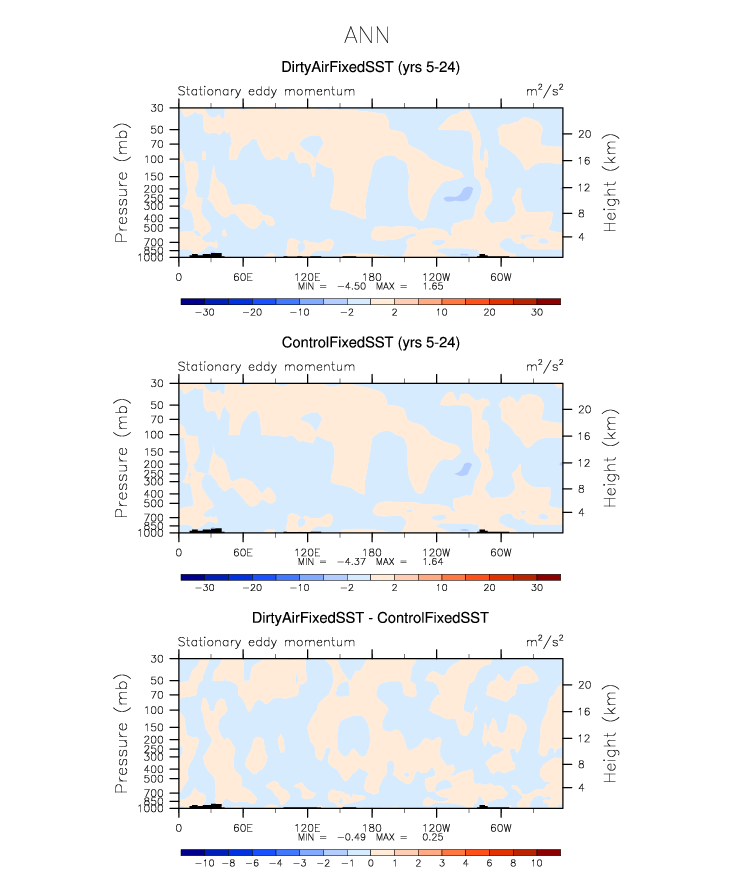 ANN
DirtyAirFixedSST (yrs 5-24)
Stationary eddy momentum m²/s²
Pressure (mb)
30
50
70
100
150
200
250
300
400
500
700
850
1000
20
16
12
8
4
Height (km)
0 60E 120E 180 120W 60W
MIN = −4.50 MAX = 1.65
−30 −20 −10 −2 2 10 20 30
ControlFixedSST (yrs 5-24)
Stationary eddy momentum m²/s²
Pressure (mb)
30
50
70
100
150
200
250
300
400
500
700
850
1000
20
16
12
8
4
Height (km)
0 60E 120E 180 120W 60W
MIN = −4.37 MAX = 1.64
−30 −20 −10 −2 2 10 20 30
DirtyAirFixedSST - ControlFixedSST
Stationary eddy momentum m²/s²
Pressure (mb)
30
50
70
100
150
200
250
300
400
500
700
850
1000
20
16
12
8
4
Height (km)
0 60E 120E 180 120W 60W
MIN = −0.49 MAX = 0.25
−10 −8 −6 −4 −3 −2 −1 0 1 2 3 4 6 8 10